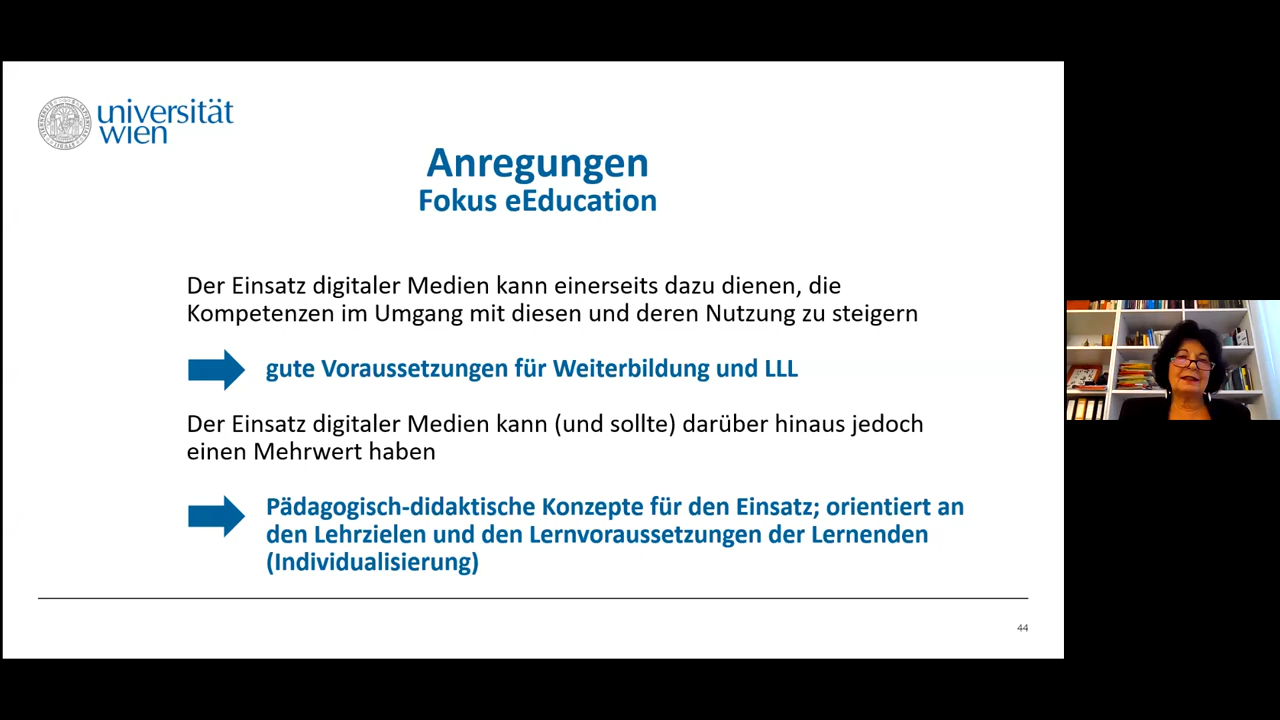 universität
wien
Anregungen
Fokus eEducation
Der Einsatz digitaler Medien kann einerseits dazu dienen, die
Kompetenzen im Umgang mit diesen und deren Nutzung zu steigern
gute Voraussetzungen für Weiterbildung und LLL
Der Einsatz digitaler Medien kann (und sollte) darüber hinaus jedoch
einen Mehrwert haben
Pädagogisch-didaktische Konzepte für den Einsatz; orientiert an
den Lehrzielen und den Lernvoraussetzungen der Lernenden
(Individualisierung)
44